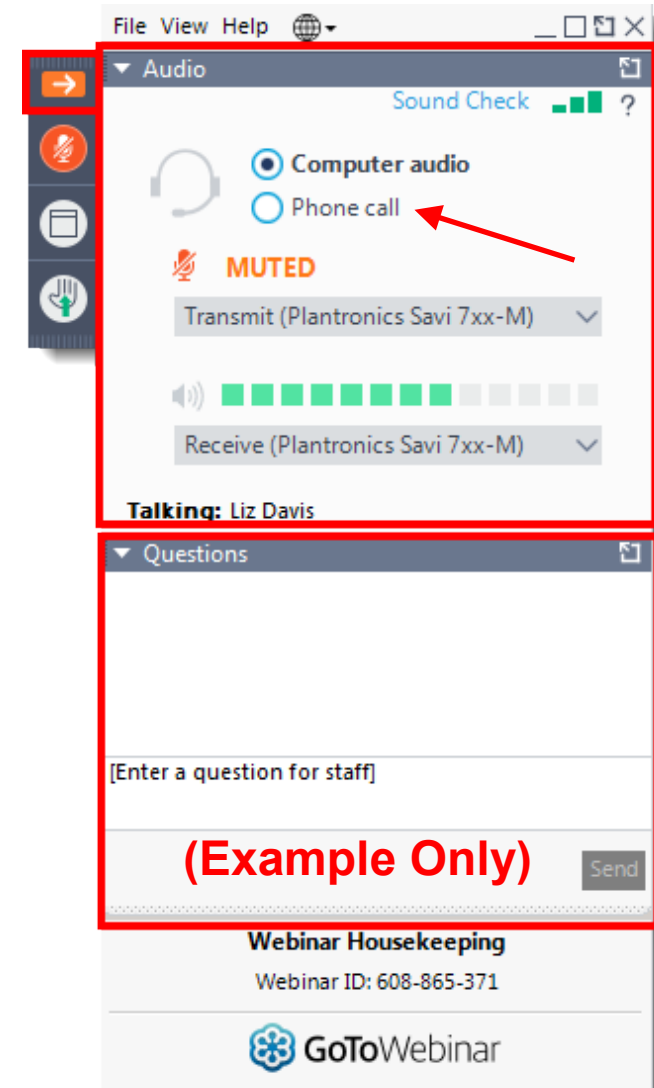 File View Help
Audio
Sound Check ?
Computer audio
Phone call
MUTED
Transmit (Plantronics Savi 7xx-M)
Receive (Plantronics Savi 7xx-M)
Talking: Liz Davis
Questions
[Enter a question for staff]
(Example Only)
Send
Webinar Housekeeping
Webinar ID: 608-865-371
GoToWebinar